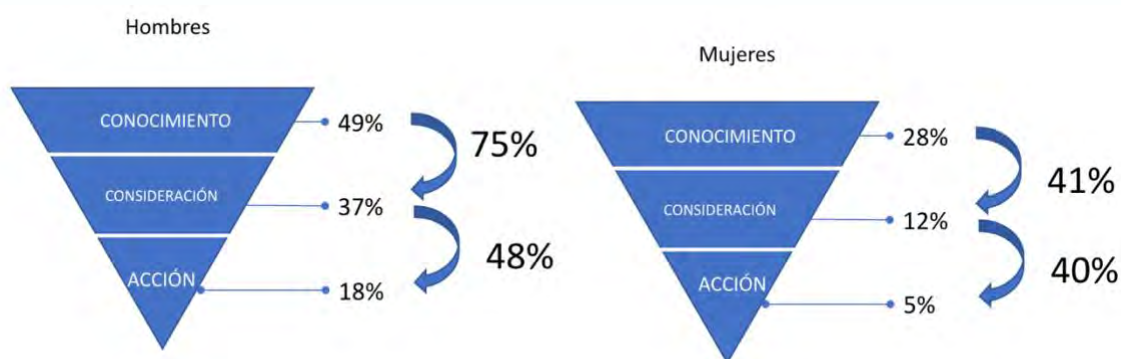 Hombres
CONOCIMIENTO
49%
75%
CONSIDERACIÓN
37%
48%
ACCIÓN
18%
Mujeres
CONOCIMIENTO
28%
41%
CONSIDERACIÓN
12%
40%
ACCIÓN
5%